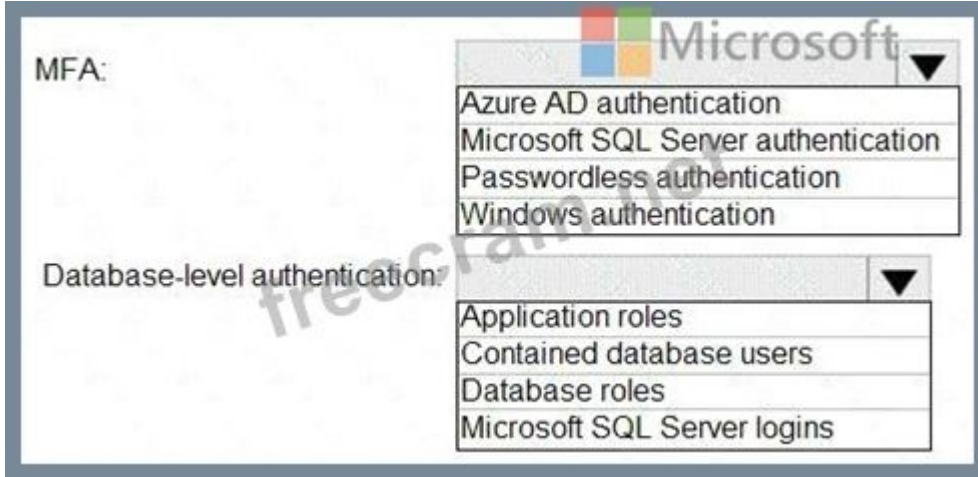 Microsoft
MFA:
Azure AD authentication
Microsoft SQL Server authentication
Passwordless authentication
Windows authentication
Database-level authentication:
Application roles
Contained database users
Database roles
Microsoft SQL Server logins
freecram.net